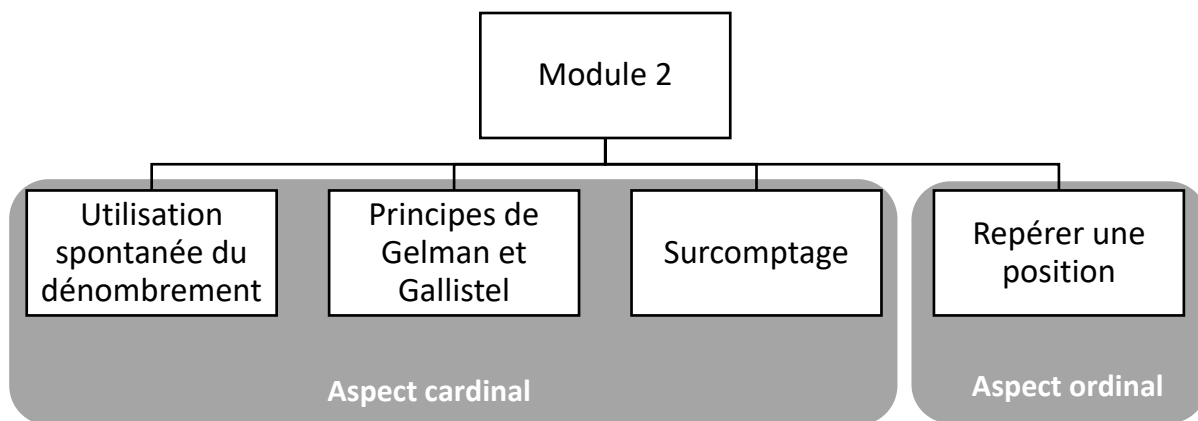 Module 2
Utilisation
spontanée du
dénombrement
Principes de
Gelman et
Gallistel
Surcomptage
Repérer une
position
Aspect cardinal
Aspect ordinal